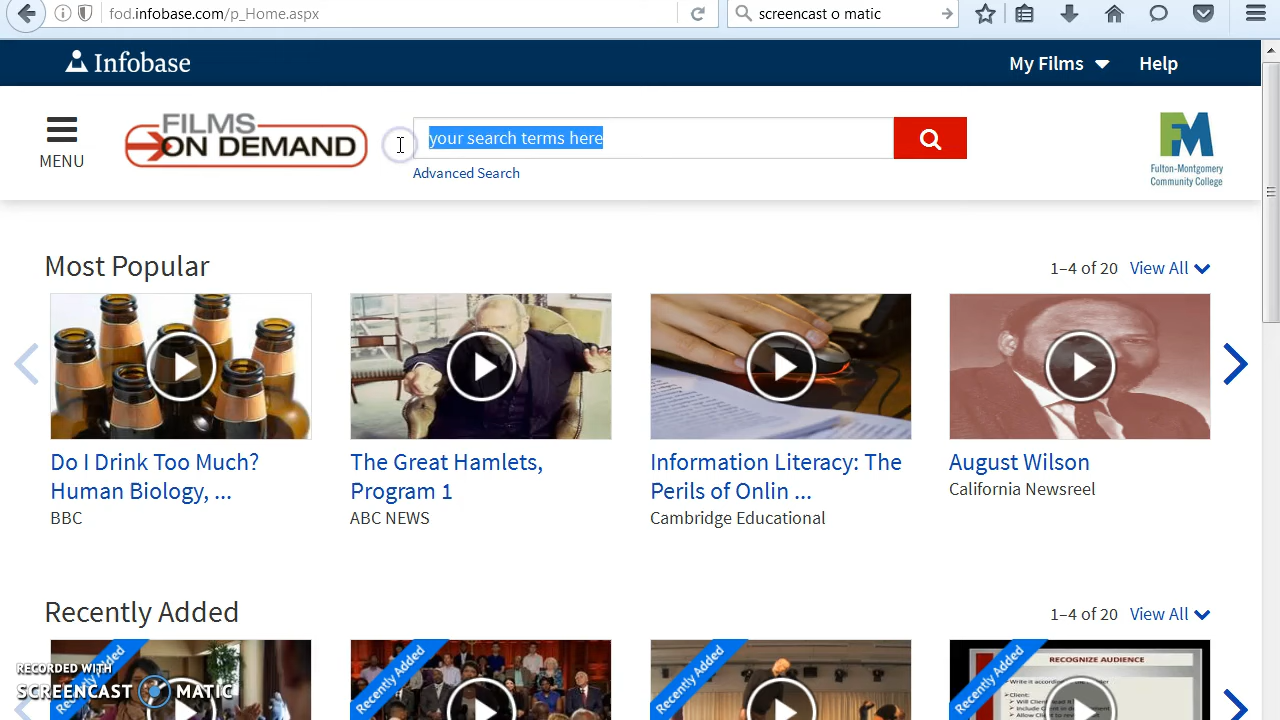 fod.infobase.com/p_Home.aspx
screencast o matic
Infobase
My Films
Help
MENU
FILMS
ON DEMAND
your search terms here
Advanced Search
FM
Fulton-Montgomery
Community College
Most Popular
1–4 of 20 View All
Do I Drink Too Much?
Human Biology, ...
BBC
The Great Hamlets,
Program 1
ABC NEWS
Information Literacy: The
Perils of Onlin ...
Cambridge Educational
August Wilson
California Newsreel
Recently Added
1–4 of 20 View All
Recently Added
Recently Added
Recently Added
Recently Added
RECOGNIZE AUDIENCE
Client:
RECORDED WITH
SCREENCAST MATIC